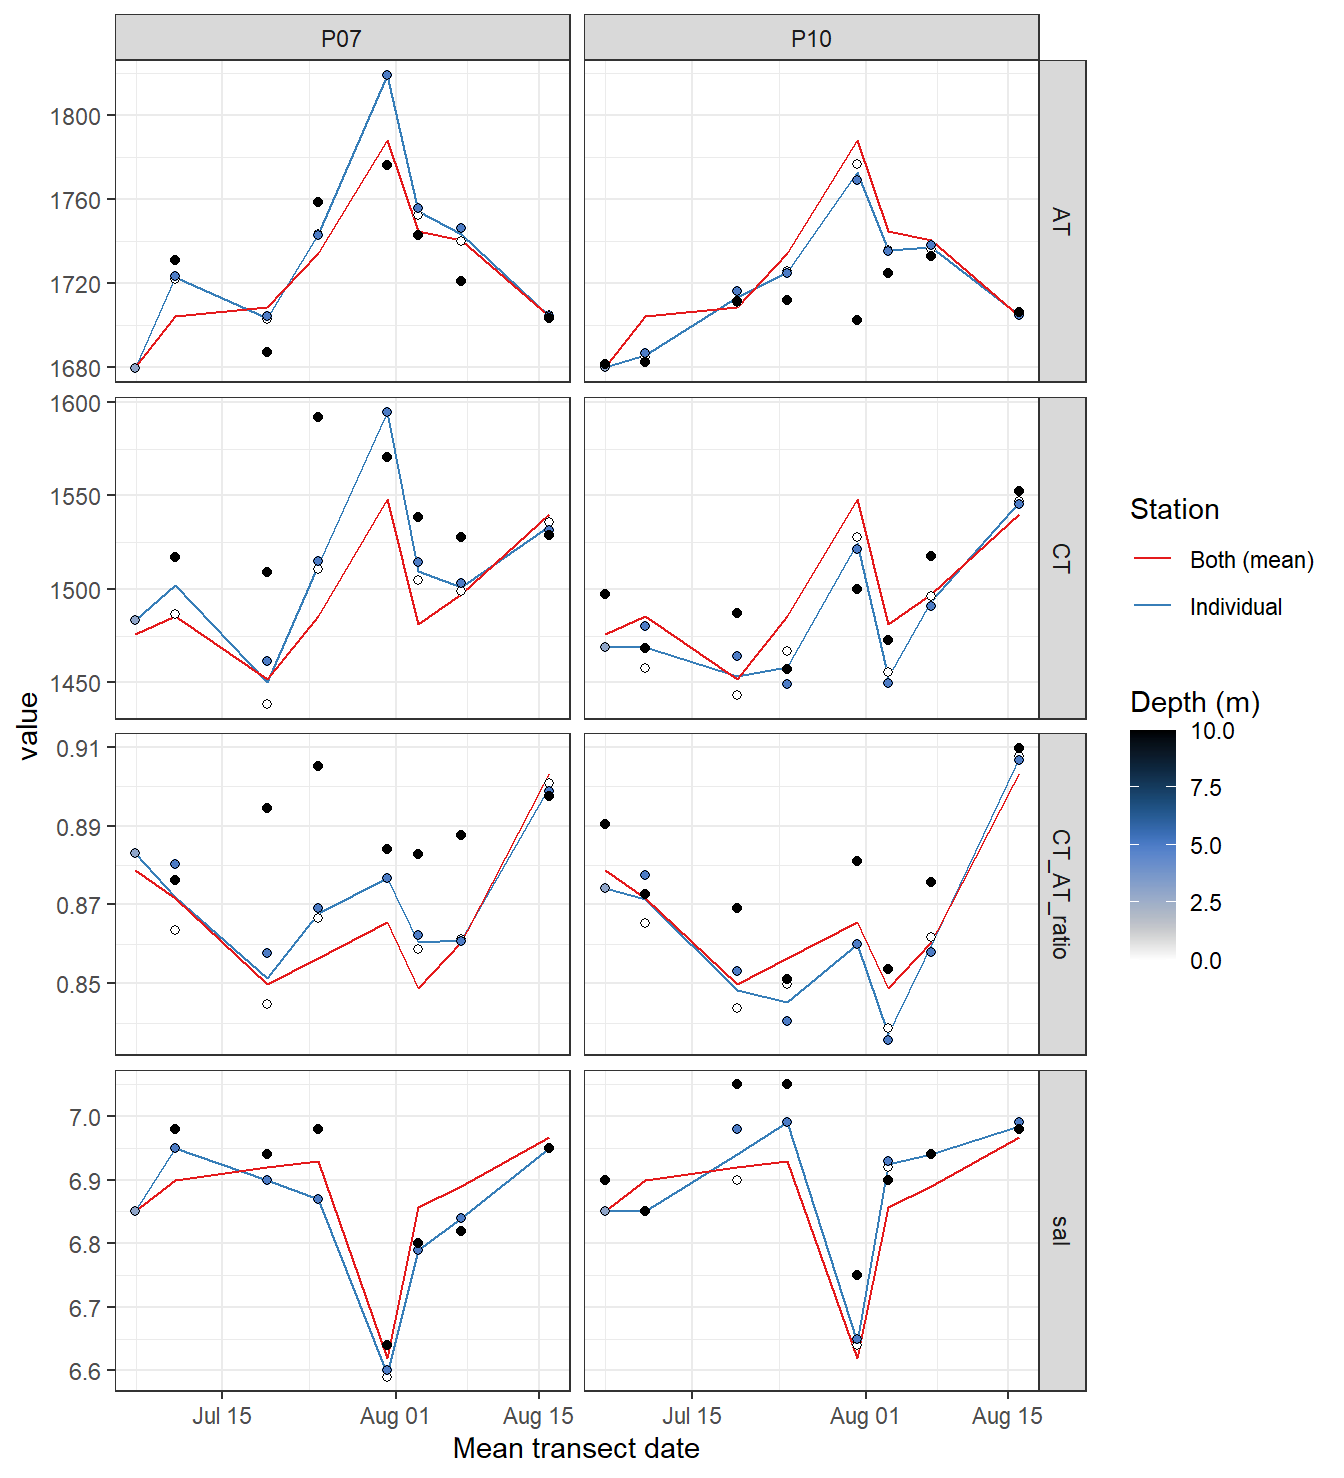 P07
P10
1800
1760
1720
1680
AT
1600
1550
1500
1450
CT
0.91
0.89
0.87
0.85
CT_AT_ratio
7.0
6.9
6.8
6.7
6.6
sal
Jul 15
Aug 01
Aug 15
Jul 15
Aug 01
Aug 15
Mean transect date
value
Station
Both (mean)
Individual
Depth (m)
10.0
7.5
5.0
2.5
0.0